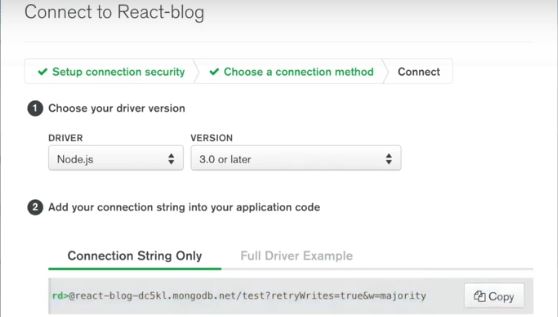 Connect to React-blog
✔ Setup connection security ✔ Choose a connection method Connect
1 Choose your driver version
DRIVER VERSION
Node.js 3.0 or later
2 Add your connection string into your application code
Connection String Only Full Driver Example
rd>@react-blog-dc5kl.mongodb.net/test?retryWrites=true&w=majority Copy